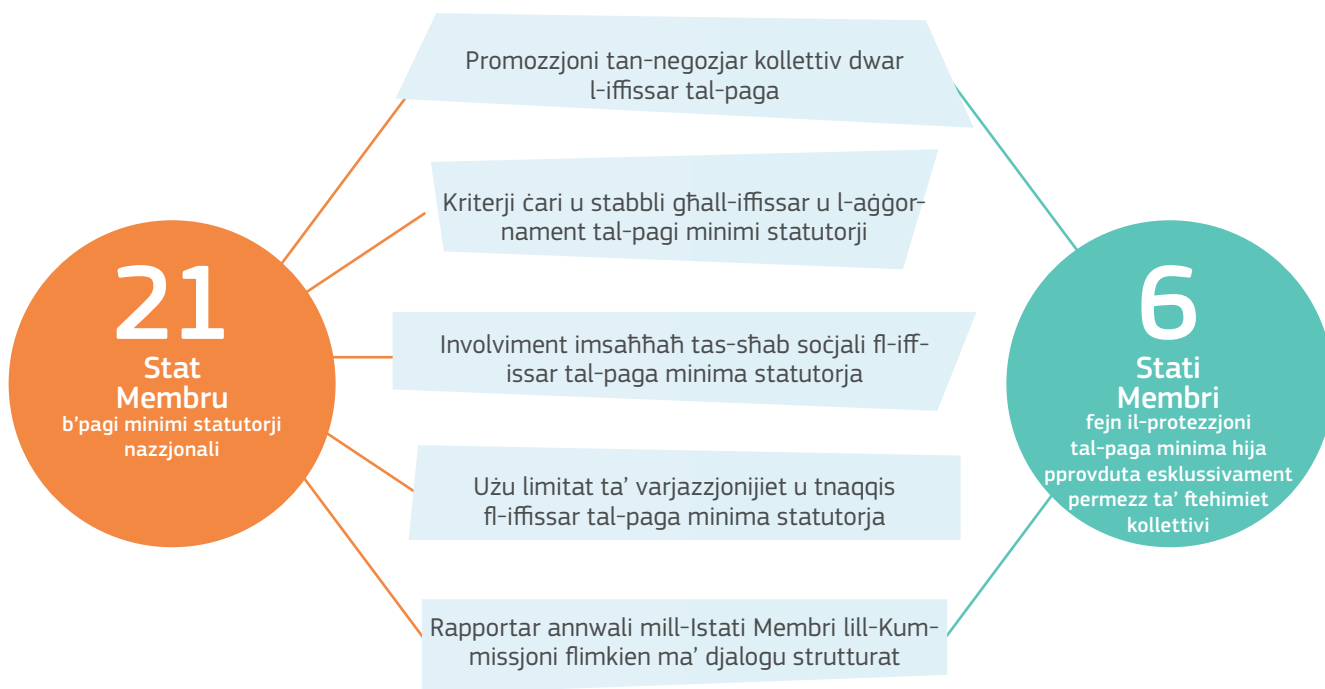 Promozzjoni tan-negozjar kollettiv dwar
l-iffissar tal-paga
Kriterji ċari u stabbli għall-iffissar u l-aġġor-
nament tal-pagi minimi statutorji
21
Stat
Membru
b'pagi minimi statutorji
nazzjonali
Involviment imsaħħaħ tas-sħab soċjali fl-iff-
issar tal-paga minima statutorja
Użu limitat ta' varjazzjonijiet u tnaqqis
fl-iffissar tal-paga minima statutorja
Rapportar annwali mill-Istati Membri lill-Kum-
missjoni flimkien ma' djalogu strutturat
6
Stati
Membri
fejn il-protezzjoni
tal-paga minima hija
pprovduta esklussivament
permezz ta' ftehimiet
kollettivi